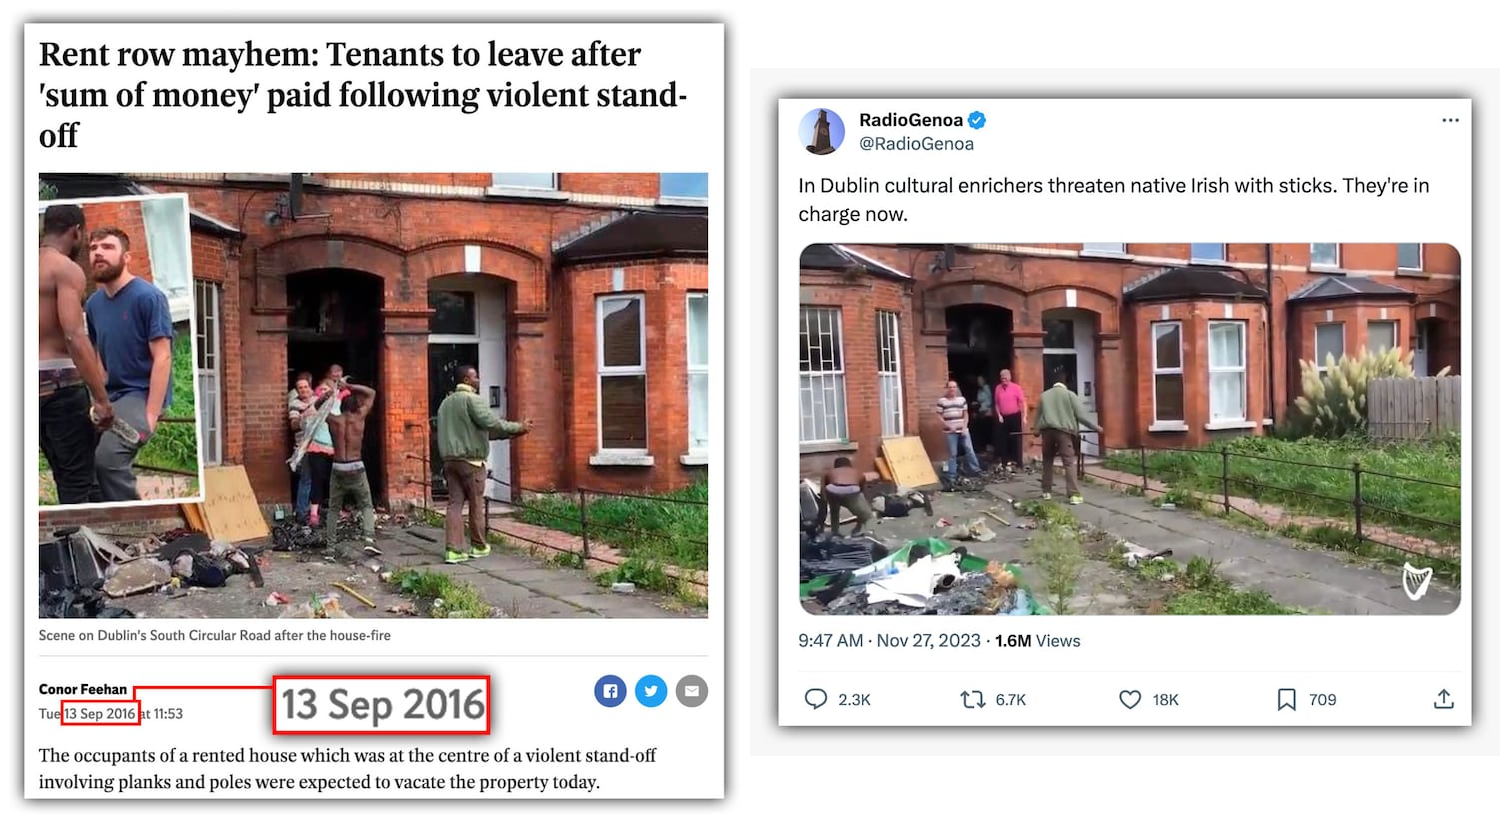 Rent row mayhem: Tenants to leave after
'sum of money' paid following violent stand-
off
Scene on Dublin's South Circular Road after the house-fire
Conor Feehan
Tue 13 Sep 2016 at 11:53
13 Sep 2016
The occupants of a rented house which was at the centre of a violent stand-off
involving planks and poles were expected to vacate the property today.
RadioGenoa
@RadioGenoa
In Dublin cultural enrichers threaten native Irish with sticks. They're in
charge now.
9:47 AM · Nov 27, 2023 · 1.6M Views
2.3K 6.7K 18K 709